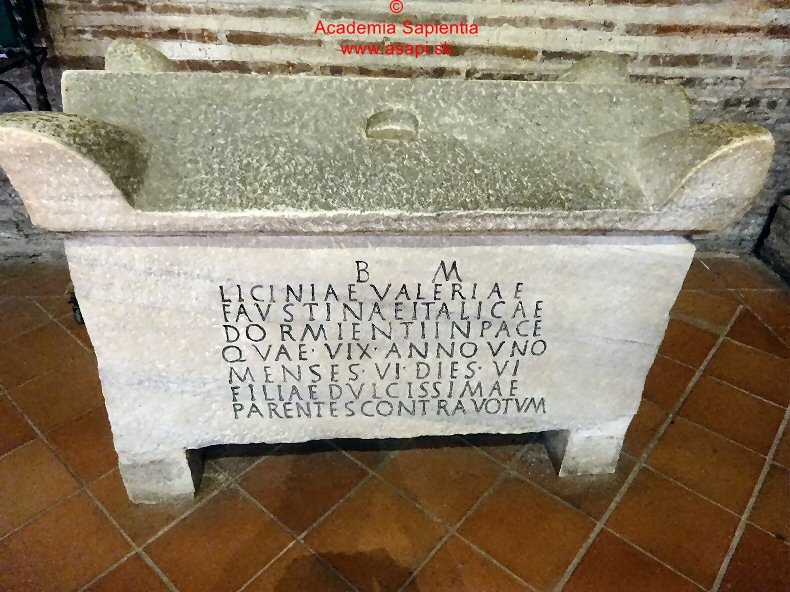 ©
Academia Sapientia
www.asapi.sk
B M
LICINIAE VALERIAE
FAVSTINAE ITALICAE
DORMIENTI IN PACE
QVAE · VIX · ANNO VNO
MENSES · VI · DIES · VI
FILIAE DVLCISSIMAE
PARENTES CONTRA VOTVM